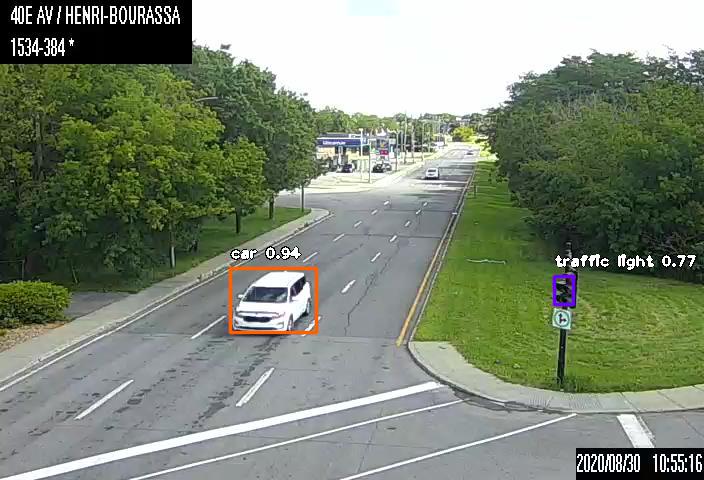 40E AV / HENRI-BOURASSA
1534-384 *
car 0.94
traffic light 0.77
2020/08/30 10:55:16